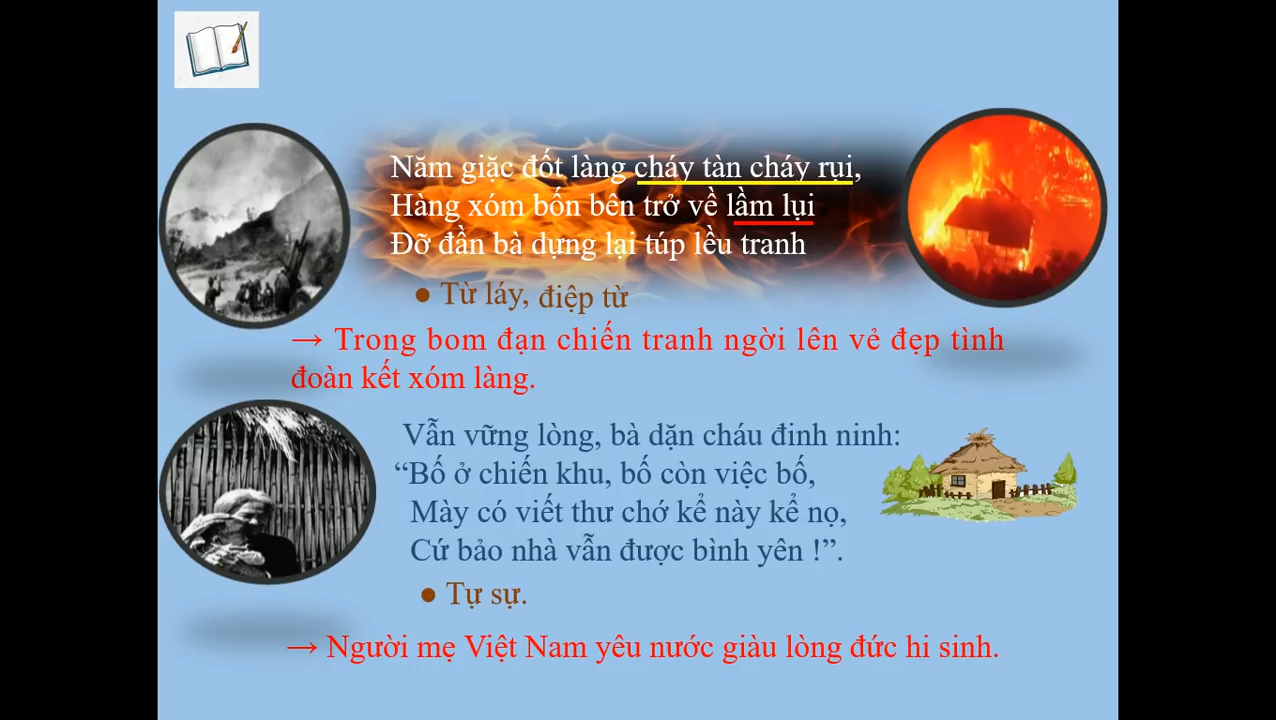 Năm giặc đốt làng cháy tàn cháy rụi,
Hàng xóm bốn bên trở về lầm lụi
Đỡ đần bà dựng lại túp lều tranh
● Từ láy, điệp từ
→ Trong bom đạn chiến tranh ngời lên vẻ đẹp tình
đoàn kết xóm làng.
Vẫn vững lòng, bà dặn cháu đinh ninh:
“Bố ở chiến khu, bố còn việc bố,
Mày có viết thư chớ kể này kể nọ,
Cứ bảo nhà vẫn được bình yên !”.
● Tự sự.
→ Người mẹ Việt Nam yêu nước giàu lòng đức hi sinh.